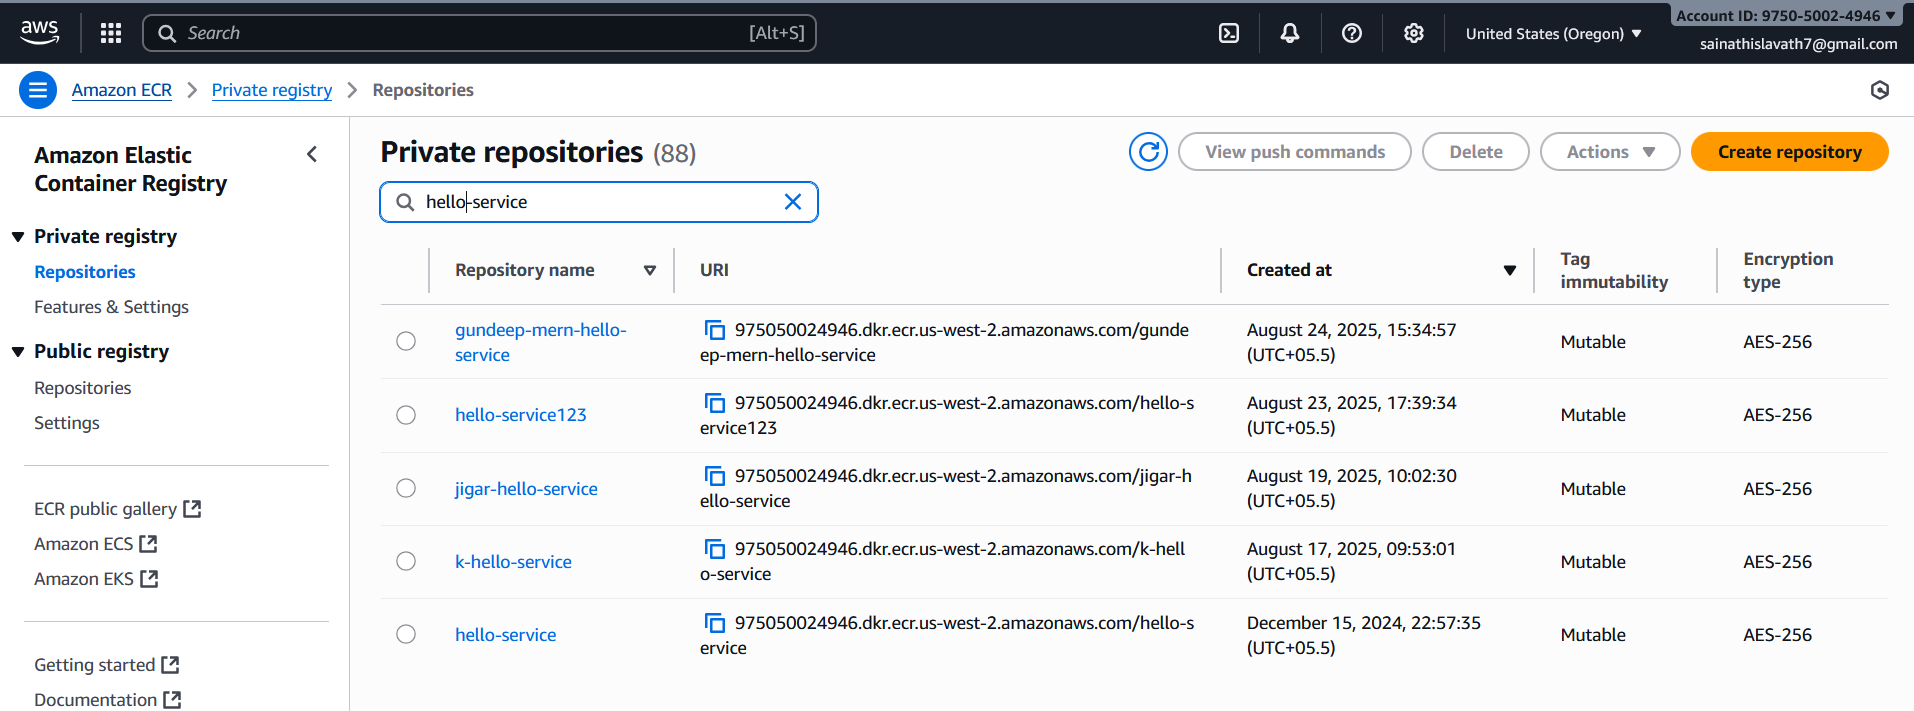 aws
Search [Alt+S]
United States (Oregon)
Account ID: 9750-5002-4946
sainathislavath7@gmail.com
Amazon ECR > Private registry > Repositories
Amazon Elastic
Container Registry
Private registry
Repositories
Features & Settings
Public registry
Repositories
Settings
ECR public gallery
Amazon ECS
Amazon EKS
Getting started
Documentation
Private repositories (88)
View push commands
Delete
Actions
Create repository
hello-service
Repository name
URI
Created at
Tag
immutability
Encryption
type
gundeep-mern-hello-
service
975050024946.dkr.ecr.us-west-2.amazonaws.com/gunde
ep-mern-hello-service
August 24, 2025, 15:34:57
(UTC+05.5)
Mutable
AES-256
hello-service123
975050024946.dkr.ecr.us-west-2.amazonaws.com/hello-s
ervice123
August 23, 2025, 17:39:34
(UTC+05.5)
Mutable
AES-256
jigar-hello-service
975050024946.dkr.ecr.us-west-2.amazonaws.com/jigar-h
ello-service
August 19, 2025, 10:02:30
(UTC+05.5)
Mutable
AES-256
k-hello-service
975050024946.dkr.ecr.us-west-2.amazonaws.com/k-hell
o-service
August 17, 2025, 09:53:01
(UTC+05.5)
Mutable
AES-256
hello-service
975050024946.dkr.ecr.us-west-2.amazonaws.com/hello-s
ervice
December 15, 2024, 22:57:35
(UTC+05.5)
Mutable
AES-256